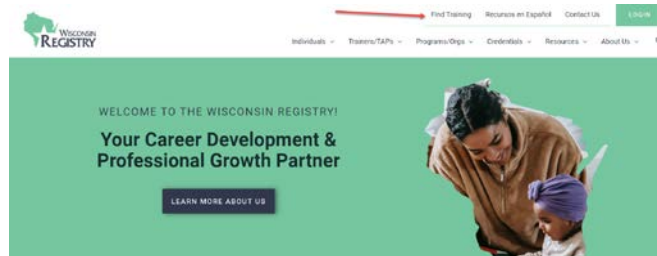 Find Training Recursos en Español Contact Us LOGIN
WISCONSIN
REGISTRY
Individuals Trainers/TAPs Programs/Orgs Credentials Resources About Us
WELCOME TO THE WISCONSIN REGISTRY!
Your Career Development &
Professional Growth Partner
LEARN MORE ABOUT US